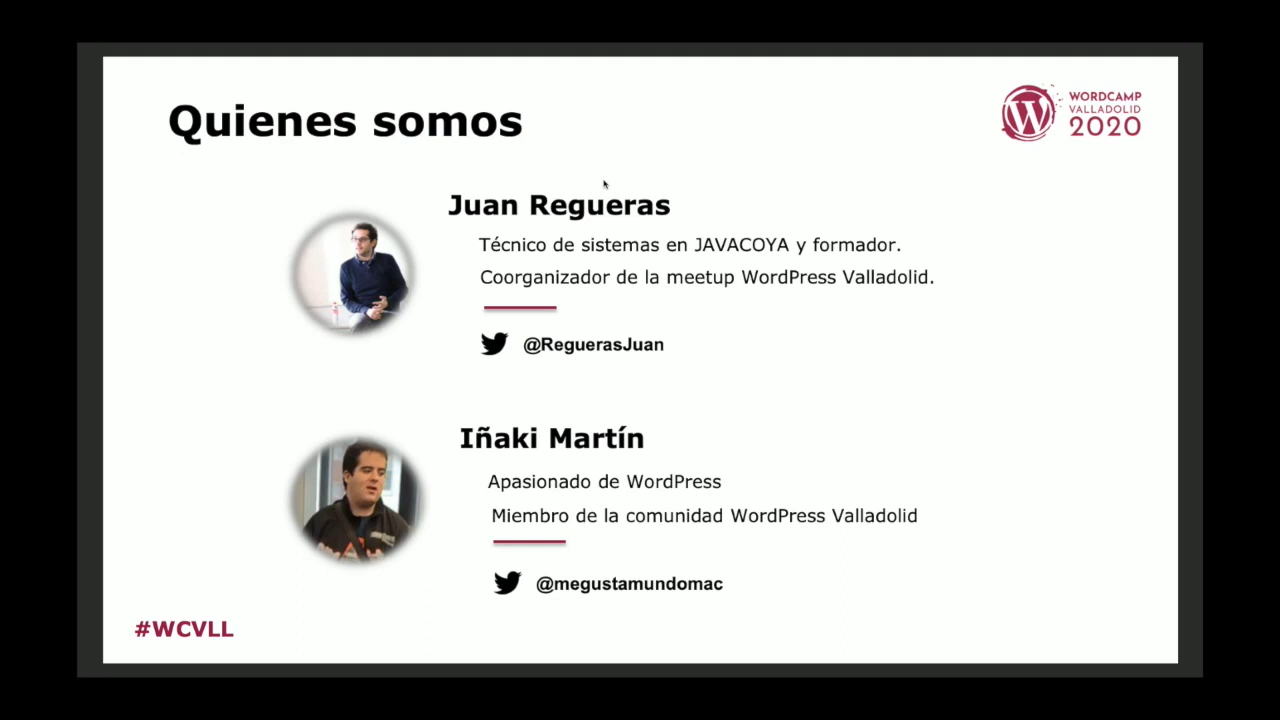 Quienes somos
WORDCAMP
VALLADOLID
2020
Juan Regueras
Técnico de sistemas en JAVACOYA y formador.
Coorganizador de la meetup WordPress Valladolid.
@ReguerasJuan
Iñaki Martín
Apasionado de WordPress
Miembro de la comunidad WordPress Valladolid
@megustamundomac
#WCVLL